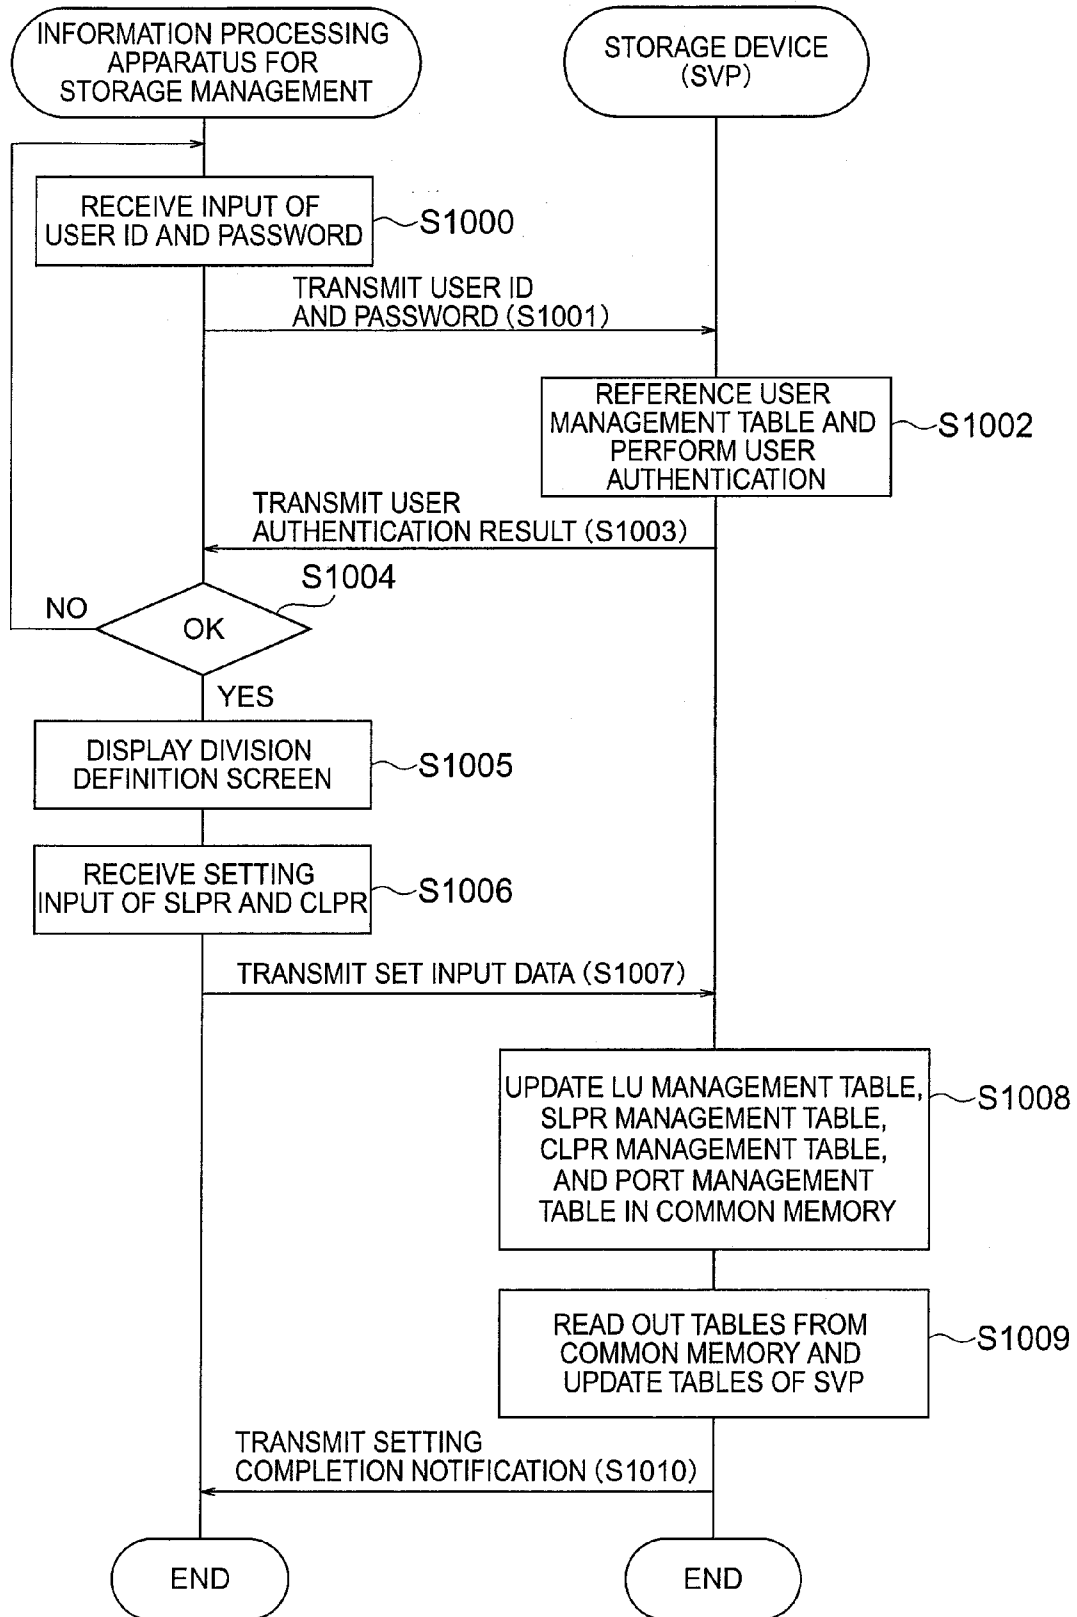 INFORMATION PROCESSING
APPARATUS FOR
STORAGE MANAGEMENT
STORAGE DEVICE
(SVP)
RECEIVE INPUT OF
USER ID AND PASSWORD
S1000
TRANSMIT USER ID
AND PASSWORD (S1001)
REFERENCE USER
MANAGEMENT TABLE AND
PERFORM USER
AUTHENTICATION
S1002
TRANSMIT USER
AUTHENTICATION RESULT (S1003)
S1004
NO
OK
YES
DISPLAY DIVISION
DEFINITION SCREEN
S1005
RECEIVE SETTING
INPUT OF SLPR AND CLPR
S1006
TRANSMIT SET INPUT DATA (S1007)
UPDATE LU MANAGEMENT TABLE,
SLPR MANAGEMENT TABLE,
CLPR MANAGEMENT TABLE,
AND PORT MANAGEMENT
TABLE IN COMMON MEMORY
S1008
READ OUT TABLES FROM
COMMON MEMORY AND
UPDATE TABLES OF SVP
S1009
TRANSMIT SETTING
COMPLETION NOTIFICATION (S1010)
END
END